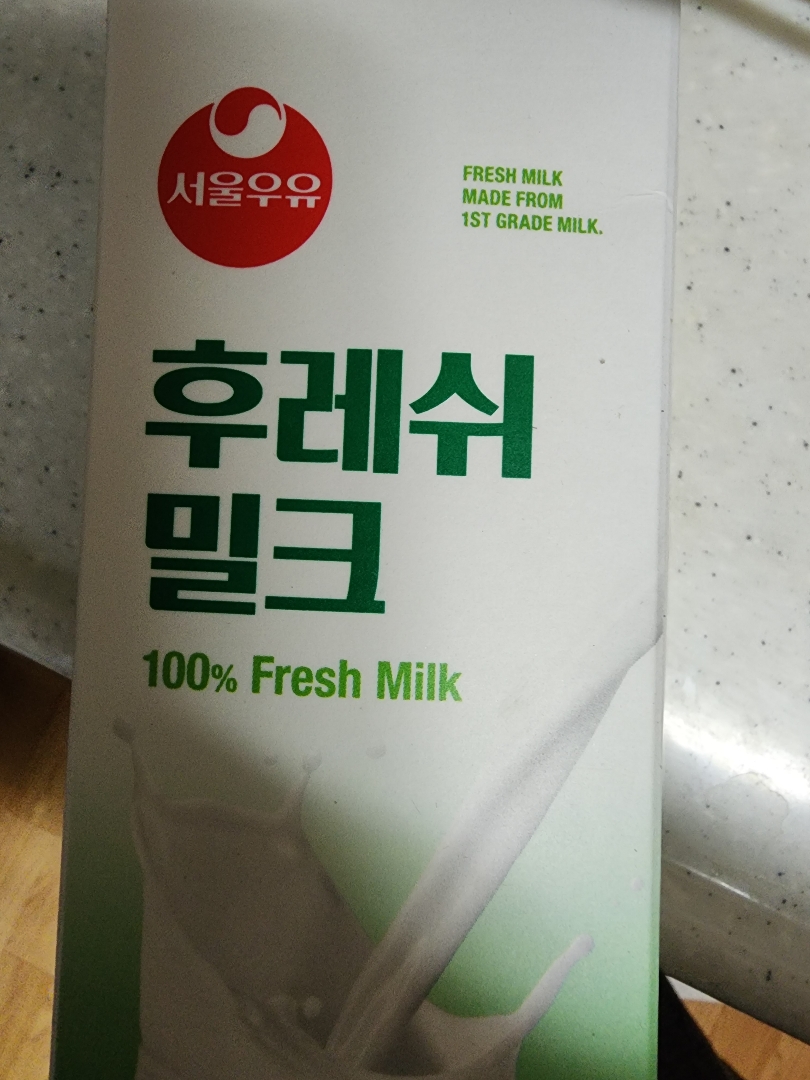 서울우유
FRESH MILK
MADE FROM
1ST GRADE MILK.
후레쉬
밀크
100% Fresh Milk